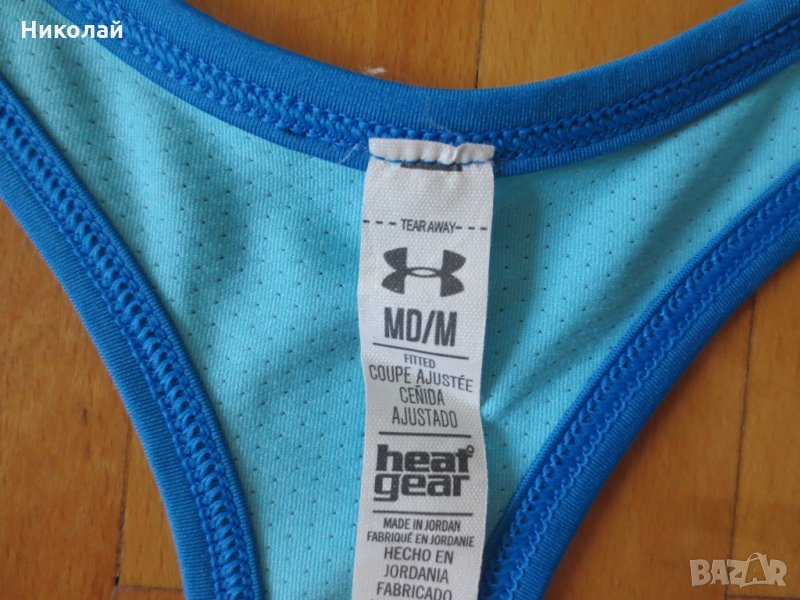 Николай
TEAR AWAY
MD/M
FITTED
COUPE AJUSTÉE
CEÑIDA
AJUSTADO
heat
gear
MADE IN JORDAN
FABRIQUÉ EN JORDANIE
HECHO EN
JORDANIA
FABRICADO
BAZAR